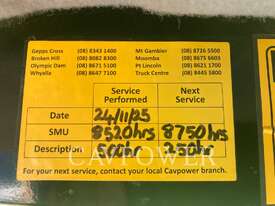 Gepps Cross (08) 8343 1400 Mt Gambier (08) 8726 5500
Broken Hill (08) 8082 8300 Moomba (08) 8675 6603
Olympic Dam (08) 8671 5100 Pt Lincoln (08) 8621 1700
Whyalla (08) 8647 7100 Truck Centre (08) 8445 5800
Service Performed Next Service
Date 24/11/25
SMU 8520hrs 8750hrs
Description 500hr 250hr
CAVPOWER
For your next service, contact your local Cavpower branch.